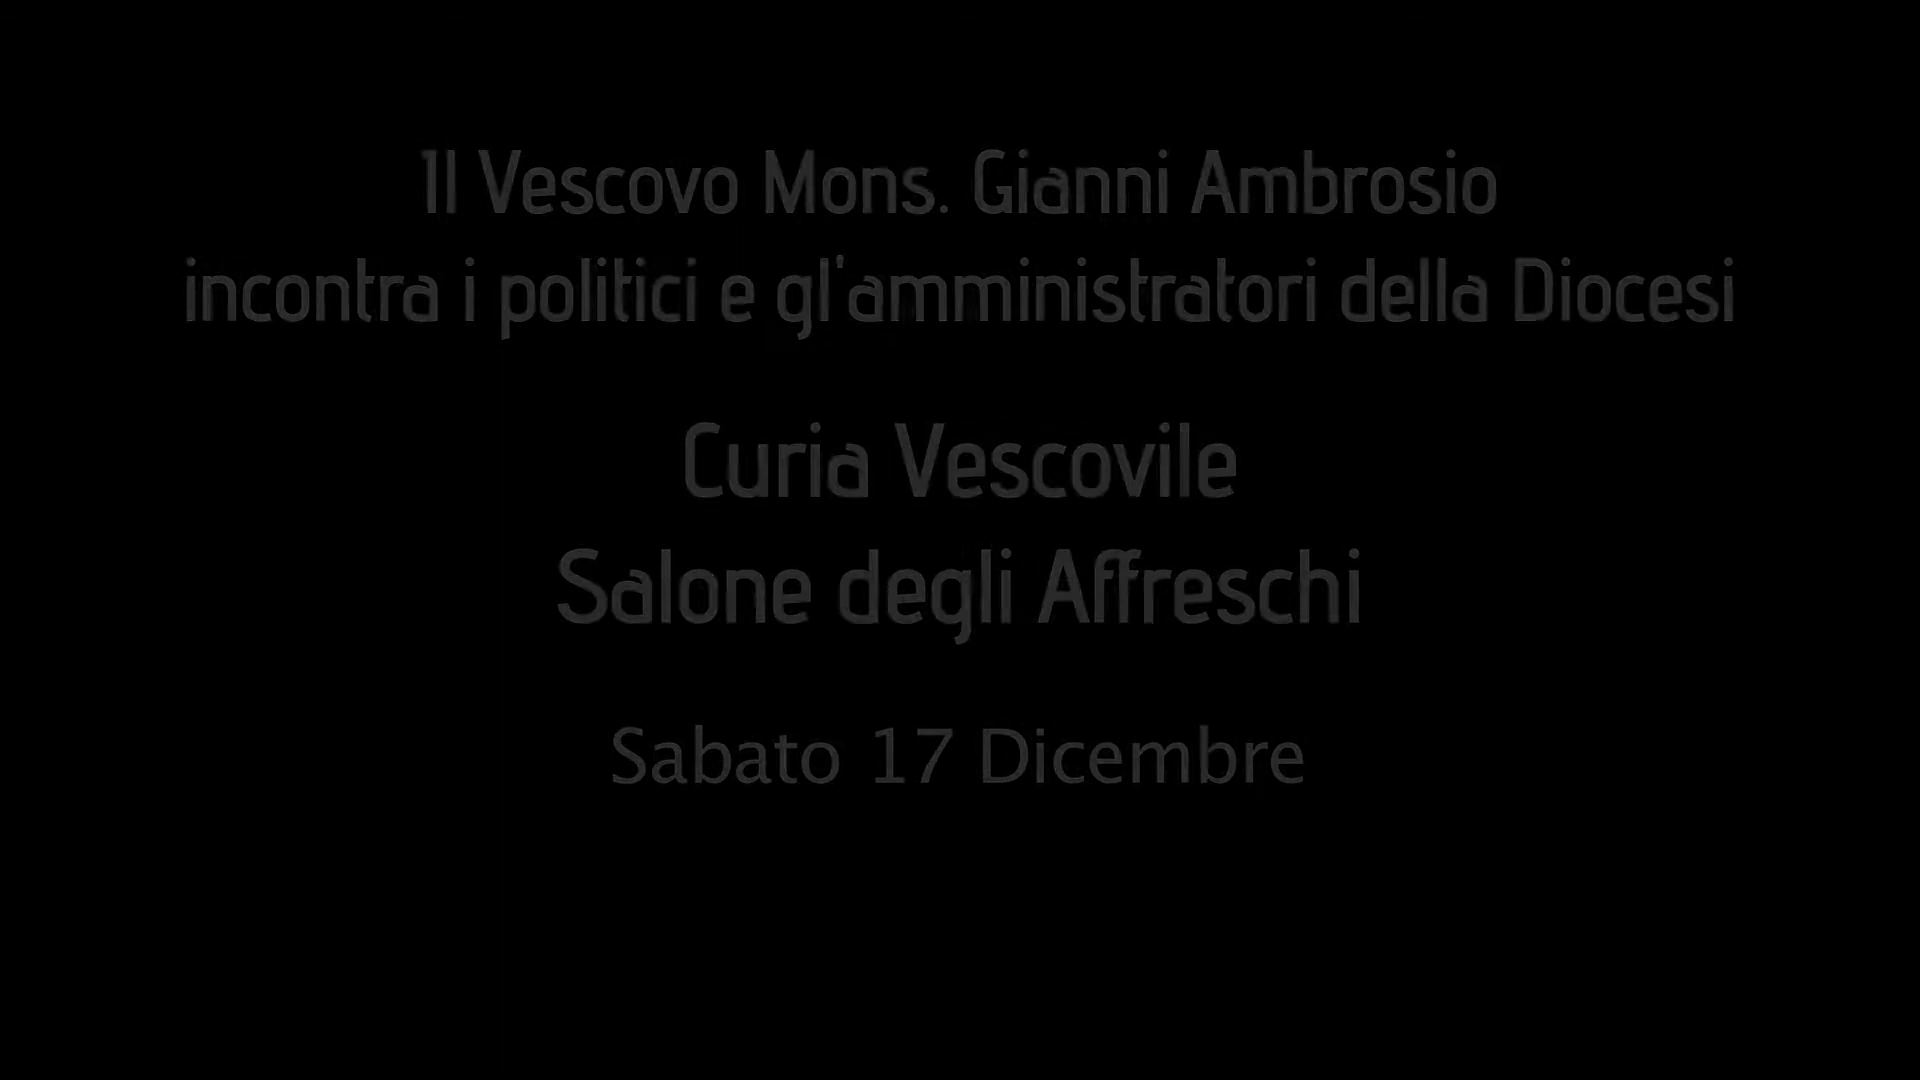 Il Vescovo Mons. Gianni Ambrosio
incontra i politici e gl'amministratori della Diocesi
Curia Vescovile
Salone degli Affreschi
Sabato 17 Dicembre